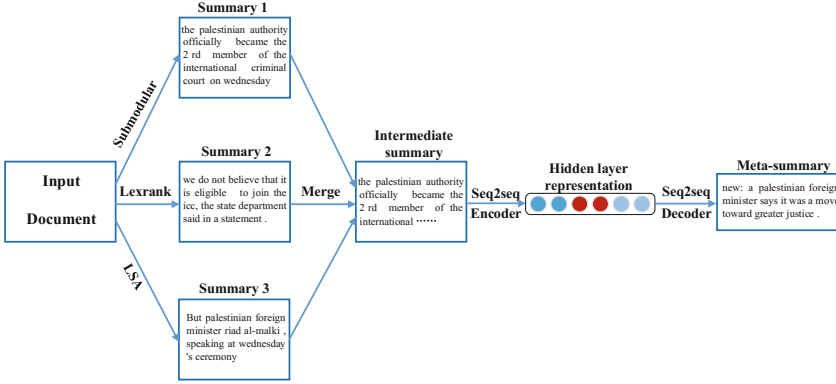 Summary 1
the palestinian authority
officially became the
2 rd member of the
international criminal
court on wednesday
Submodular
Input
Document
Lexrank
Summary 2
we do not believe that it
is eligible to join the
icc, the state department
said in a statement .
Merge
LSA
Summary 3
But palestinian foreign
minister riad al-malki ,
speaking at wednesday
's ceremony
Intermediate
summary
the palestinian authority
officially became the
2 rd member of the
international ······
Seq2seq
Encoder
Hidden layer
representation
Seq2seq
Decoder
Meta-summary
new: a palestinian foreign
minister says it was a move
toward greater justice .